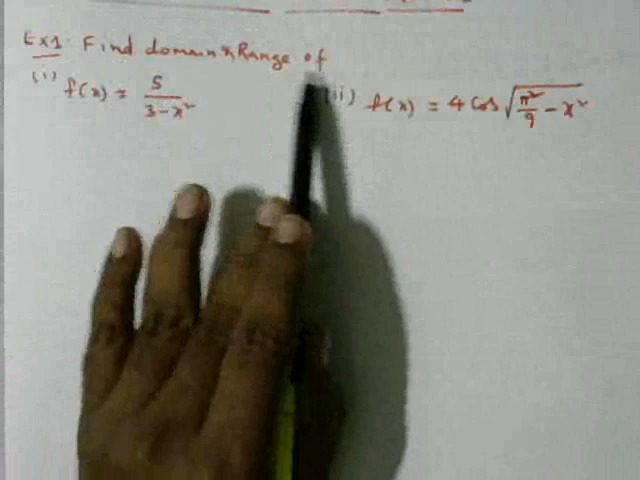 Ex1. Find domain & Range of
(i) f(x) = 5/(3-x²)
(ii) f(x) = 4 Cos √(π²/9 - x²)